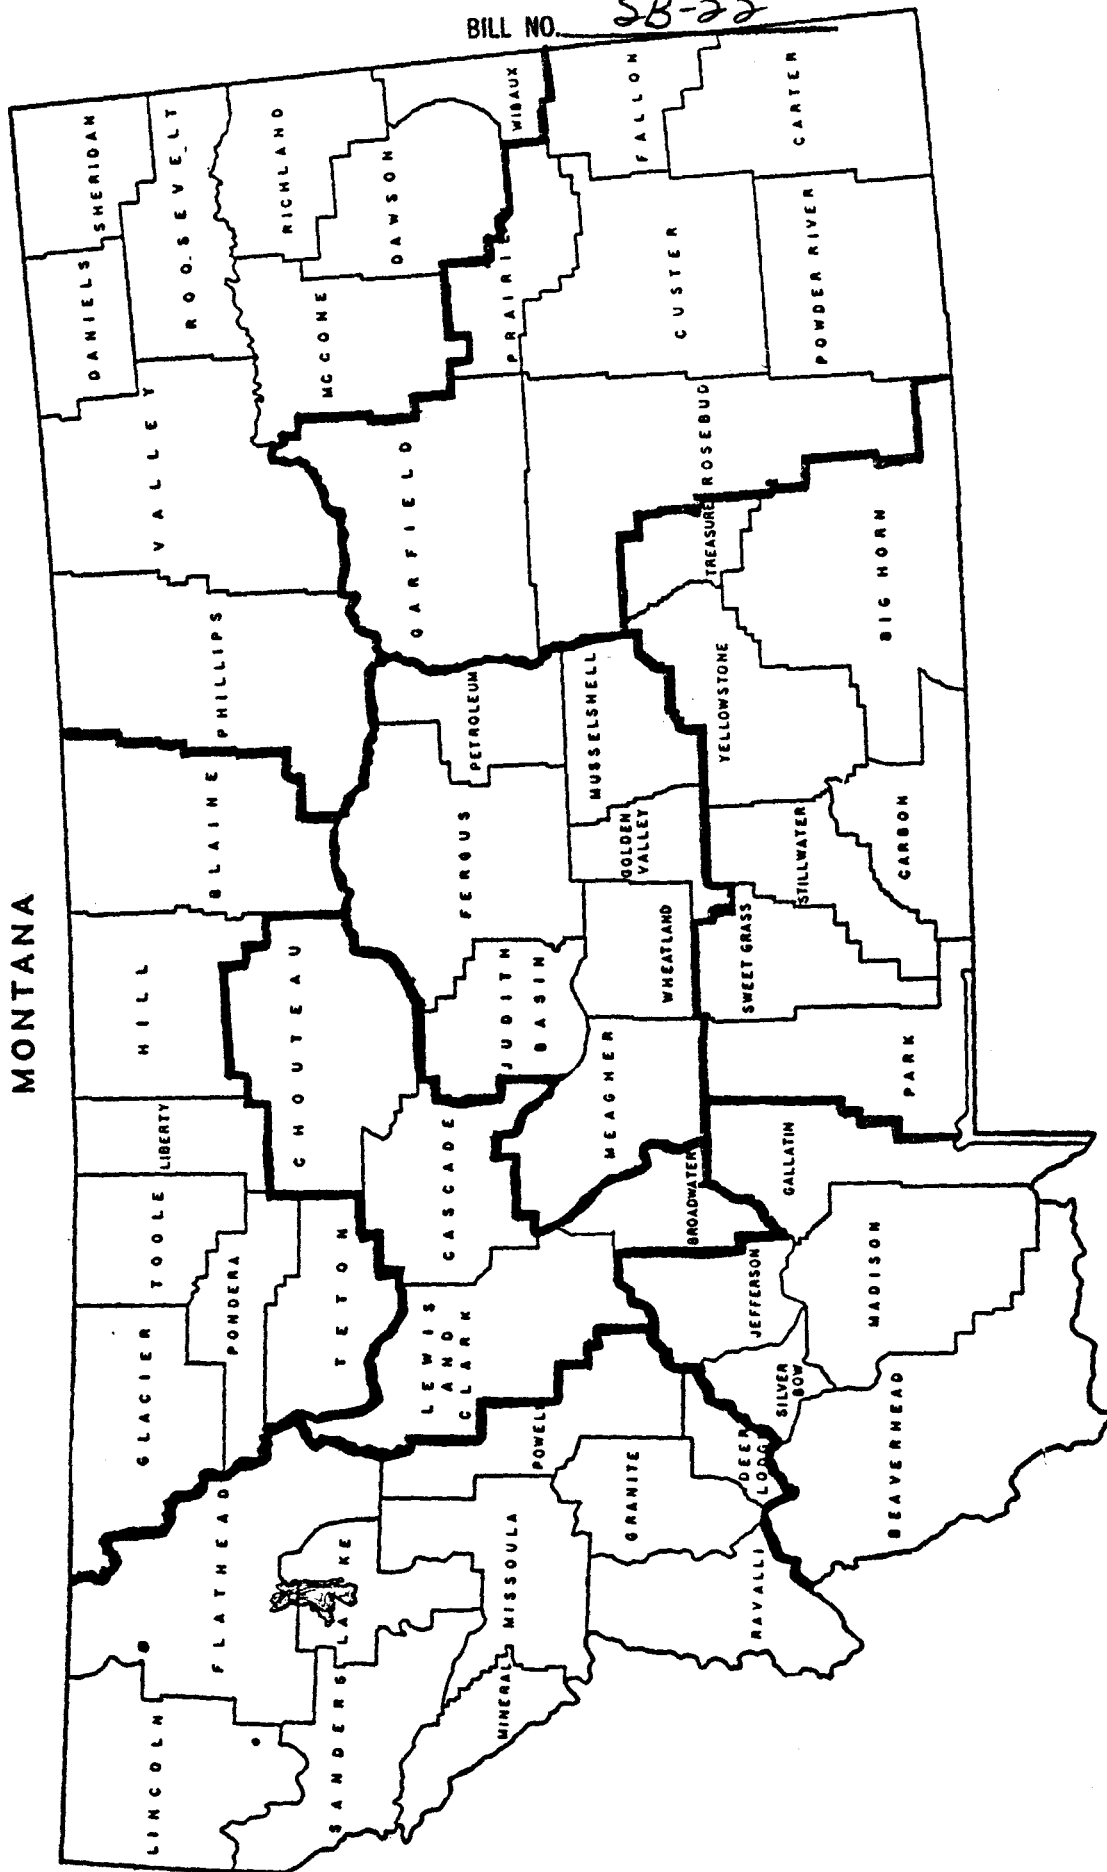 BILL NO. SB-22
MONTANA
LINCOLN
FLATHEAD
SANDERS
LAKE
MINERAL
MISSOULA
RAVALLI
GRANITE
POWELL
DEER
LODGE
SILVER
BOW
BEAVERHEAD
MADISON
JEFFERSON
GLACIER
TOOLE
PONDERA
TETON
LEWIS
AND
CLARK
LIBERTY
HILL
CHOUTEAU
CASCADE
BROADWATER
GALLATIN
MEAGHER
PARK
JUDITH
BASIN
WHEATLAND
SWEET GRASS
BLAINE
FERGUS
GOLDEN
VALLEY
STILLWATER
CARBON
PHILLIPS
PETROLEUM
MUSSELSHELL
YELLOWSTONE
BIG HORN
VALLEY
GARFIELD
TREASURE
ROSEBUD
DANIELS
ROOSEVELT
MCCONE
PRAIRIE
CUSTER
POWDER RIVER
SHERIDAN
RICHLAND
DAWSON
WIBAUX
FALLON
CARTER